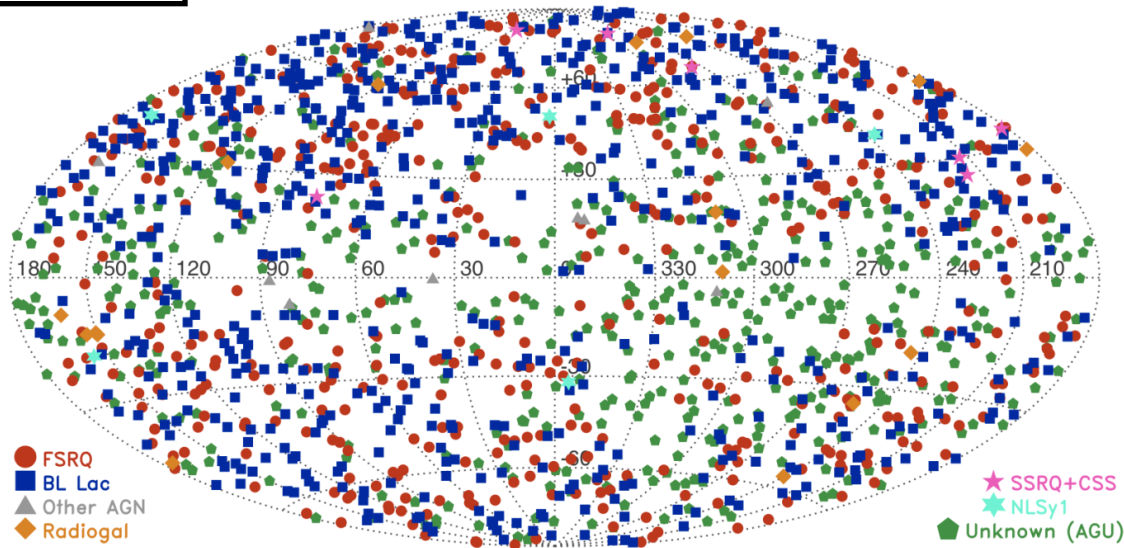 +60
+30
180 150 120 90 60 30 0 330 300 270 240 210
-30
-60
FSRQ
BL Lac
Other AGN
Radiogal
SSRQ+CSS
NLSy1
Unknown (AGU)